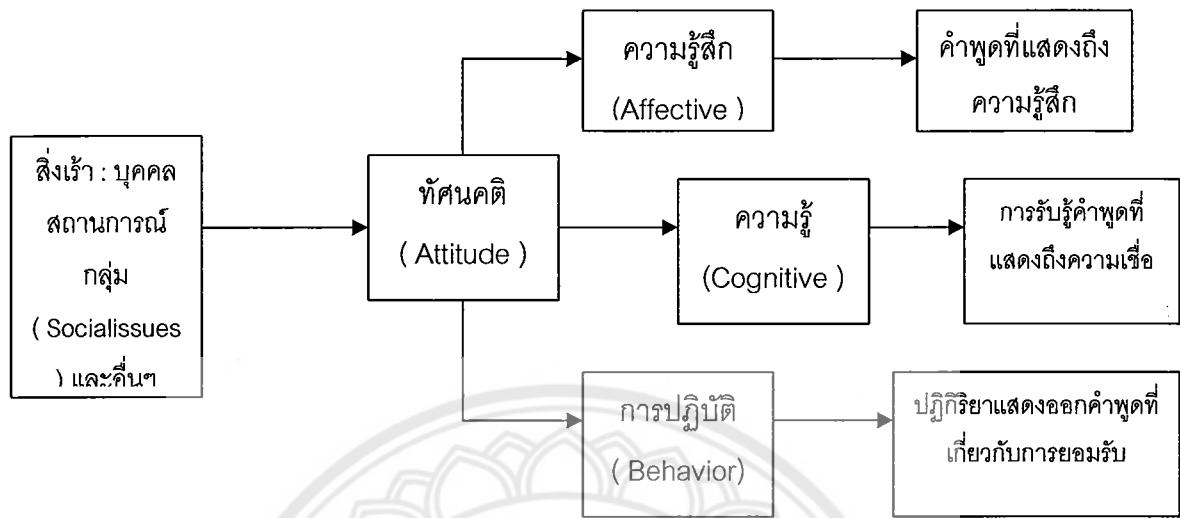 ความรู้สึก
(Affective )
คำพูดที่แสดงถึง
ความรู้สึก
สิ่งเร้า : บุคคล
สถานการณ์
กลุ่ม
( Socialissues
) และคื่นๆ
ทัศนคติ
( Attitude )
ความรู้
(Cognitive )
การรับรู้คำพูดที่
แสดงถึงความเชื่อ
การปฏิบัติ
( Behavior)
ปฎิกิริยาแสดงออกคำพูดที่
เกี่ยวกับการยอมรับ